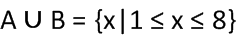 A ∪ B = {x|1 ≤ x ≤ 8}